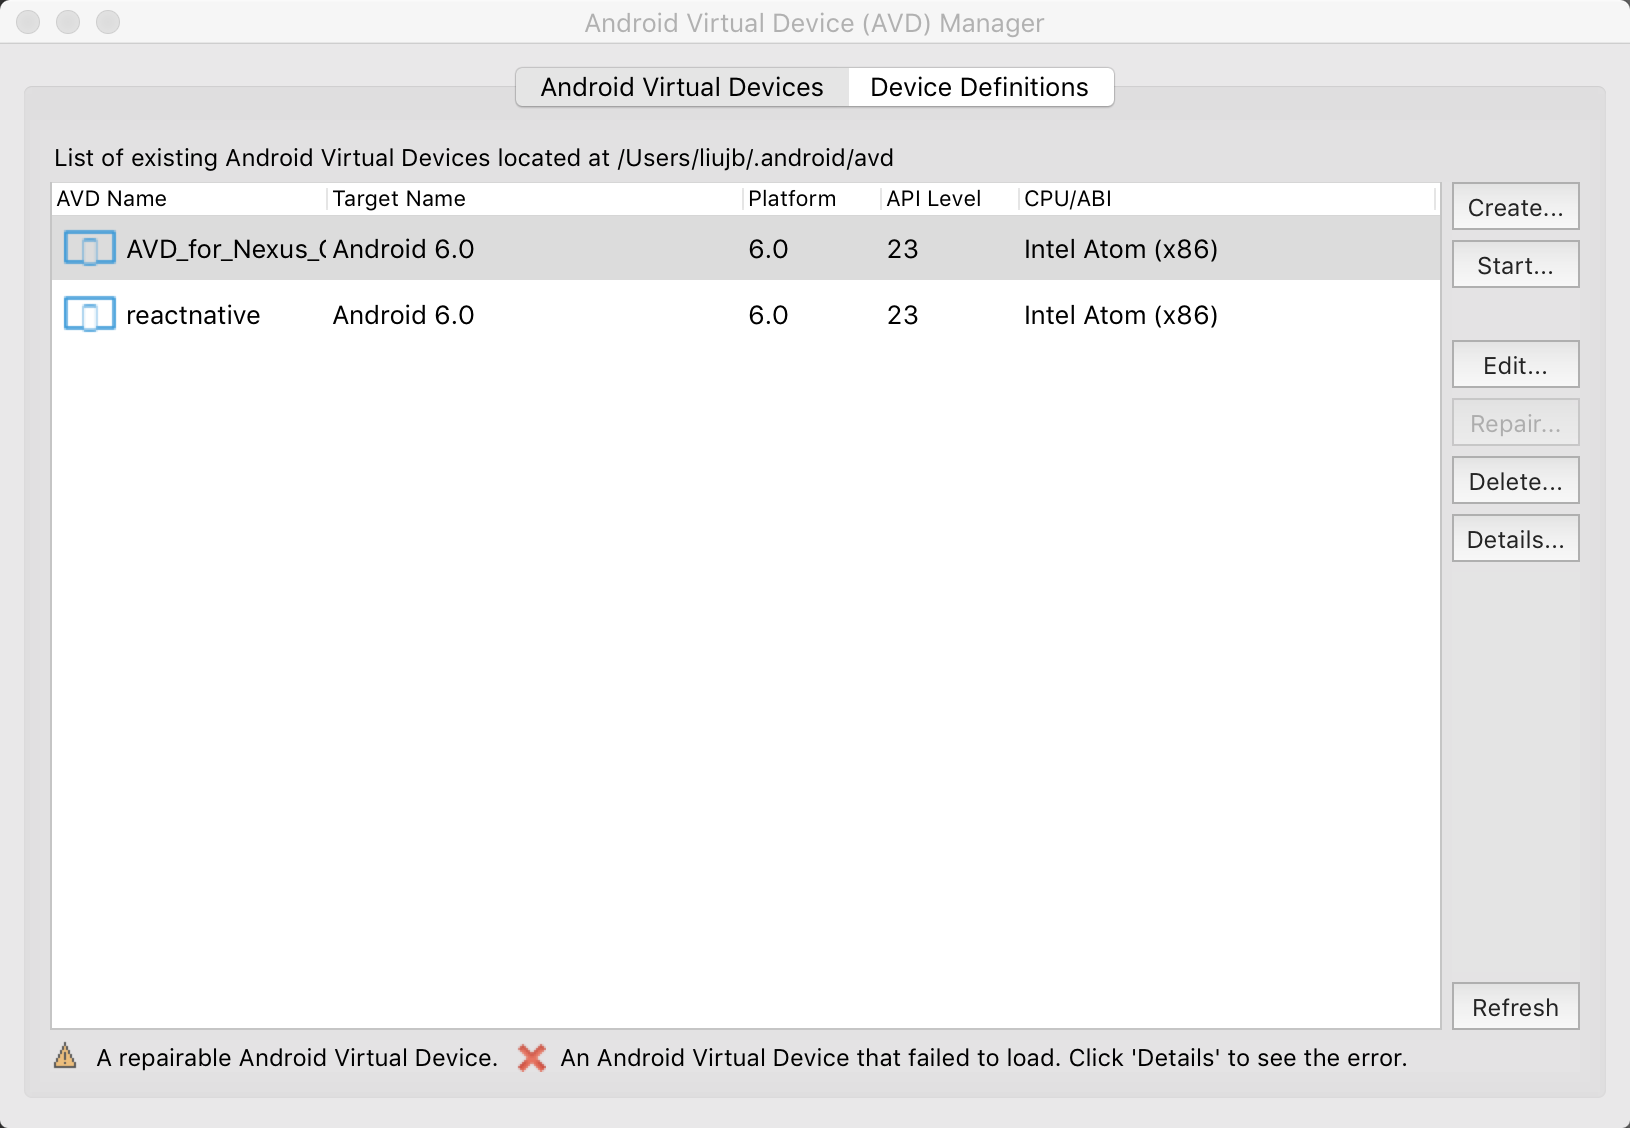 Android Virtual Device (AVD) Manager
Android Virtual Devices Device Definitions
List of existing Android Virtual Devices located at /Users/liujb/.android/avd
AVD Name Target Name Platform API Level CPU/ABI
AVD_for_Nexus_ Android 6.0 6.0 23 Intel Atom (x86)
reactnative Android 6.0 6.0 23 Intel Atom (x86)
Create...
Start...
Edit...
Repair...
Delete...
Details...
Refresh
A repairable Android Virtual Device. An Android Virtual Device that failed to load. Click 'Details' to see the error.